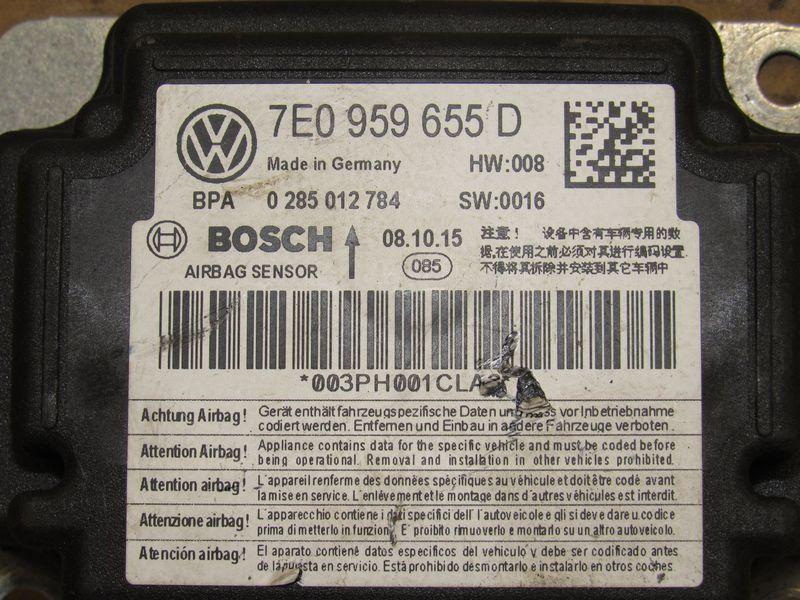 7E0 959 655 D
Made in Germany HW:008
BPA 0 285 012 784 SW:0016
BOSCH 08.10.15
AIRBAG SENSOR 085
注意! 设备中含有车辆专用的数
据,在使用之前必须对其进行编码设置
不得将其拆除并安装到其它车辆中
*003PH001CLA
Achtung Airbag! Gerät enthält fahrzeugspezifische Daten und muss vor Inbetriebnahme
codiert werden. Entfernen und Einbau in andere Fahrzeuge verboten.
Attention Airbag! Appliance contains data for the specific vehicle and must be coded before
being operational. Removal and installation in other vehicles prohibited.
Attention airbag! L'appareil renferme des données spécifiques au véhicule et doit être codé avant
la mise en service. L'enlévement et le montage dans d'autres véhicules est interdit.
Attenzione airbag! L'apparecchio contiene i dati specifici dell' l'autoveicole e gli si deve dare u.codice
prima di metterlo in funzion. E' proibito rimuoverlo e montarlo su un altro autoveicolo.
Atención airbag! El aparato contiene datos especificos del vehículo y debe ser codificado antes
de la puesta en servicio. Está prohibido desmontarlo e instalarlo en otros coches.